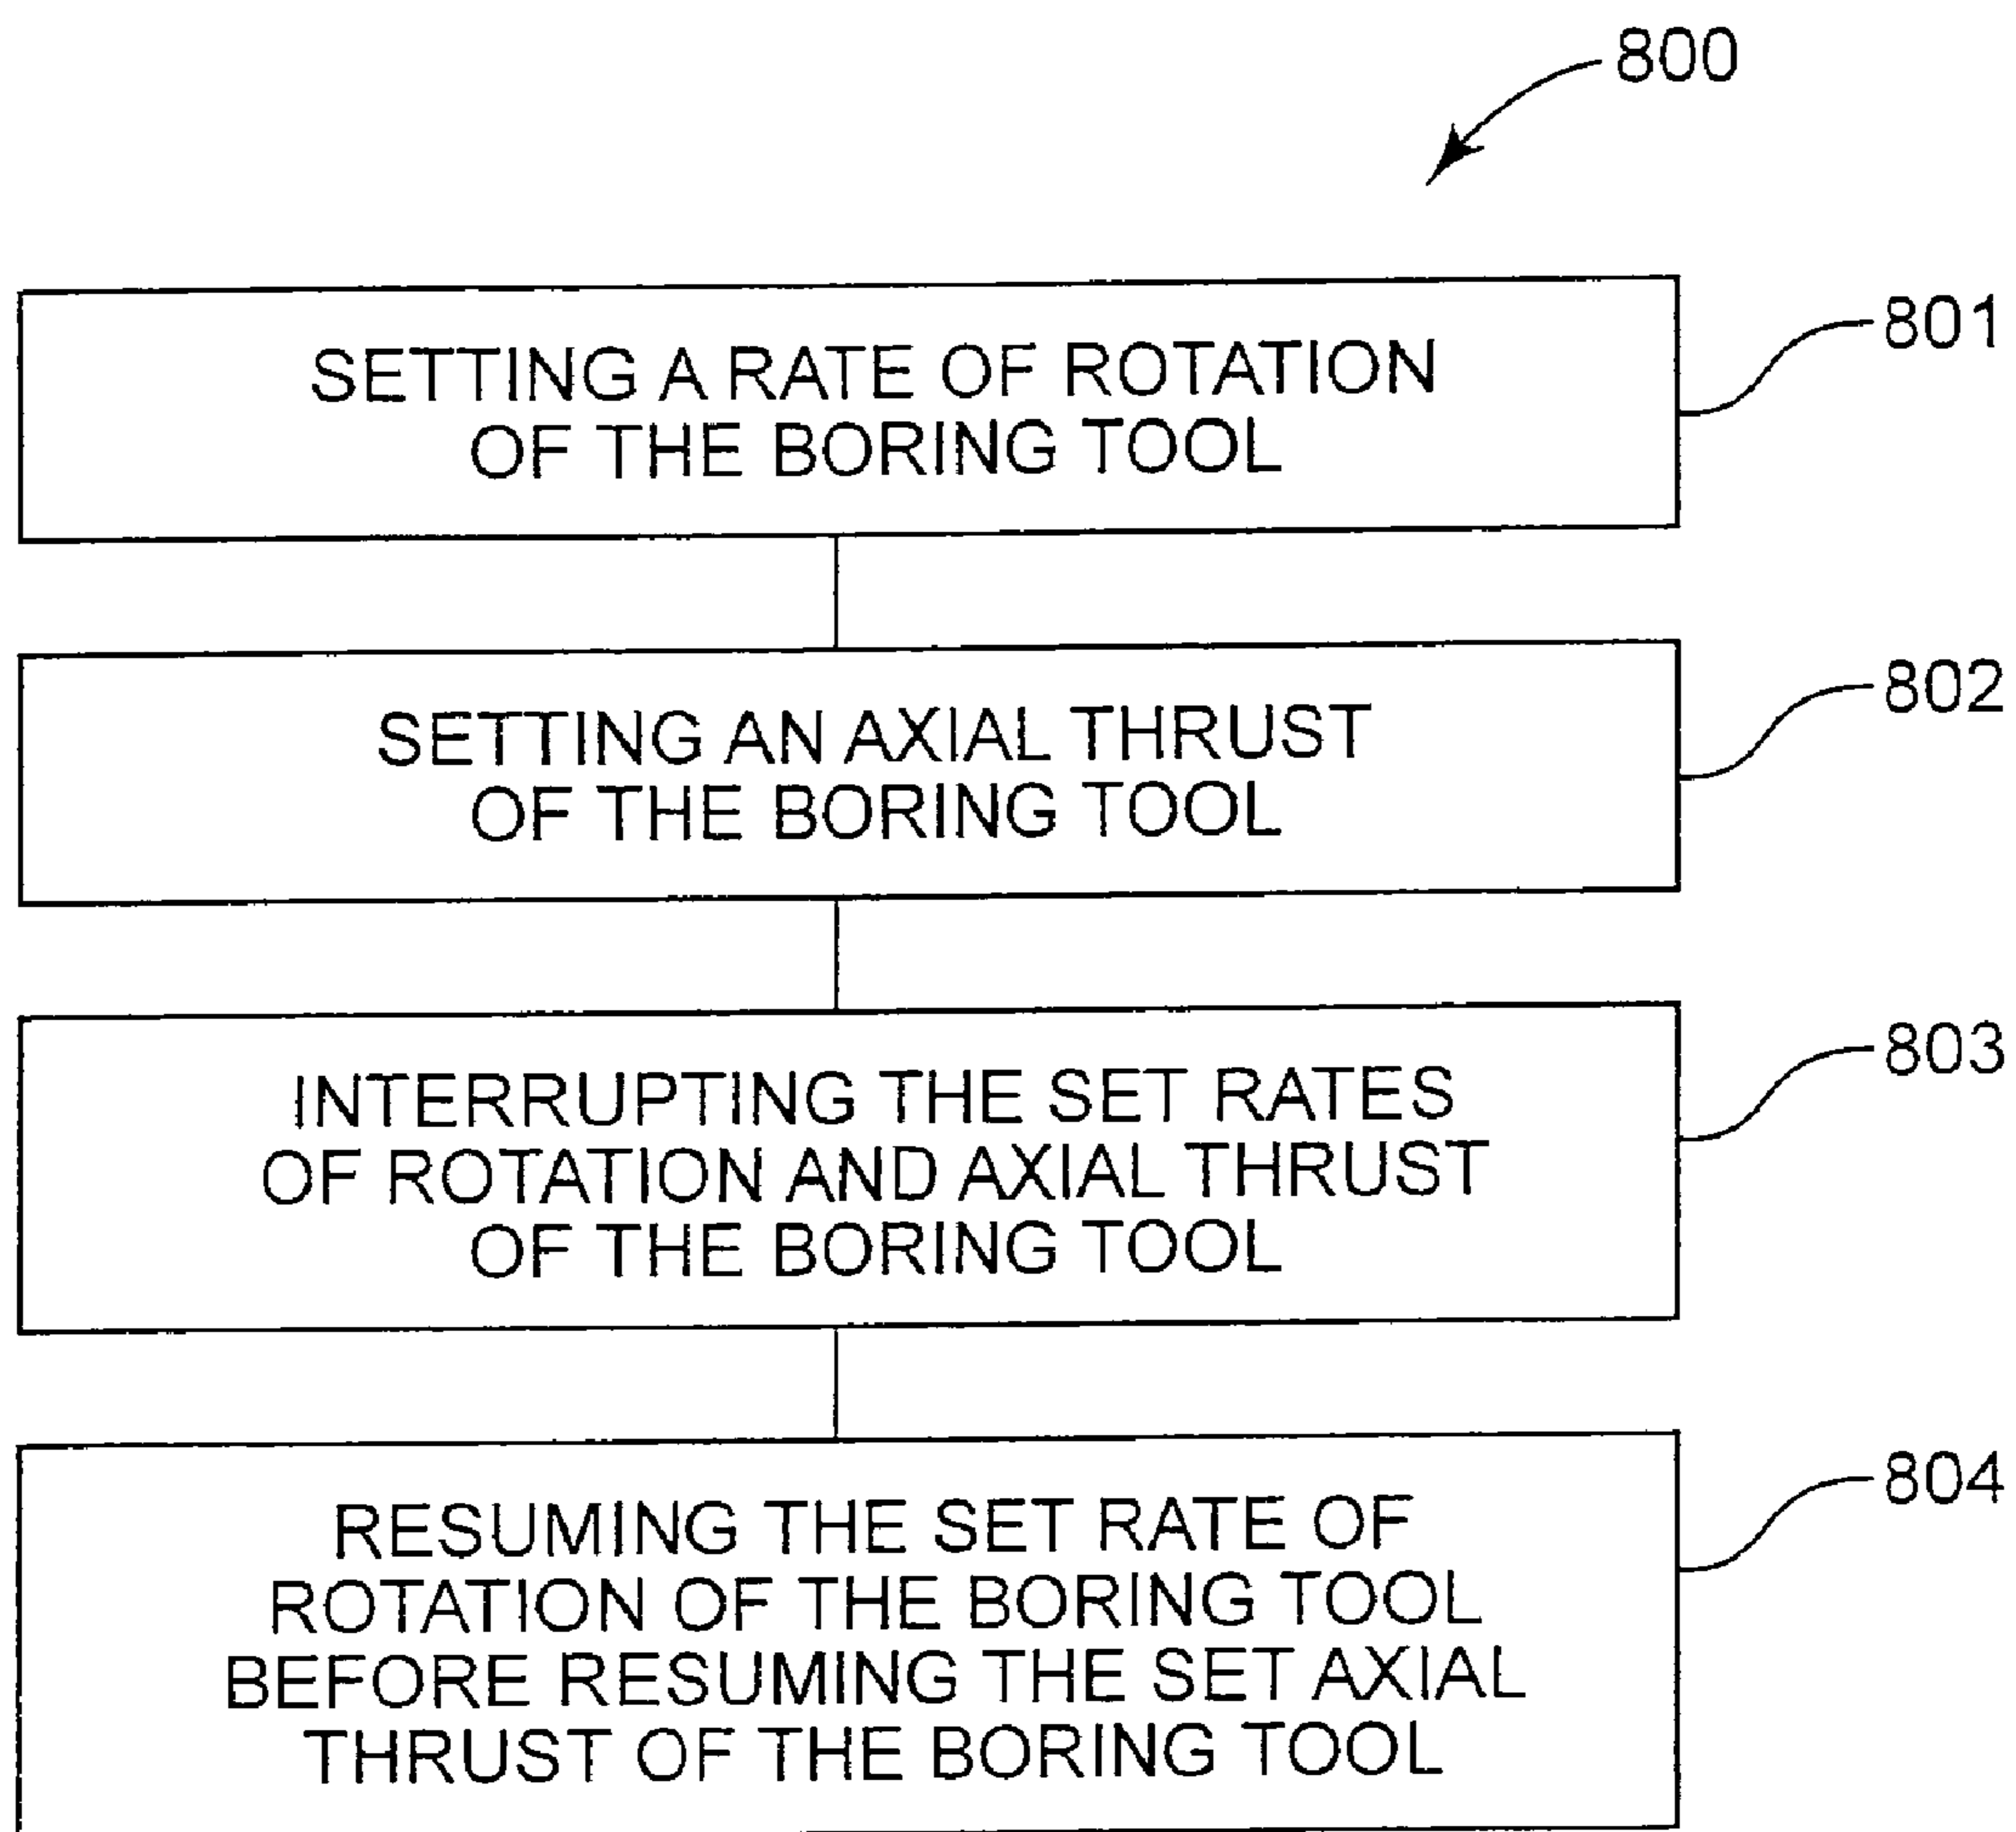 800
SETTING A RATE OF ROTATION
OF THE BORING TOOL
801
SETTING AN AXIAL THRUST
OF THE BORING TOOL
802
INTERRUPTING THE SET RATES
OF ROTATION AND AXIAL THRUST
OF THE BORING TOOL
803
RESUMING THE SET RATE OF
ROTATION OF THE BORING TOOL
BEFORE RESUMING THE SET AXIAL
THRUST OF THE BORING TOOL
804